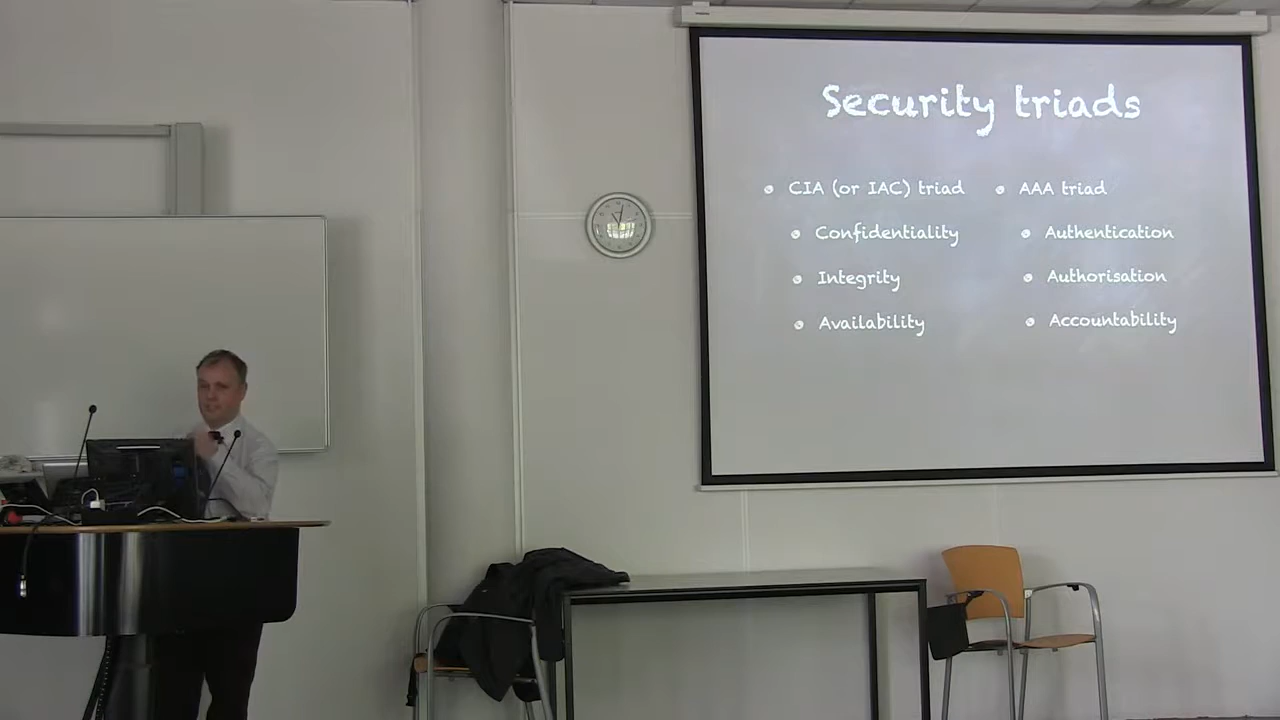 Security triads
CIA (or IAC) triad
Confidentiality
Integrity
Availability
AAA triad
Authentication
Authorisation
Accountability